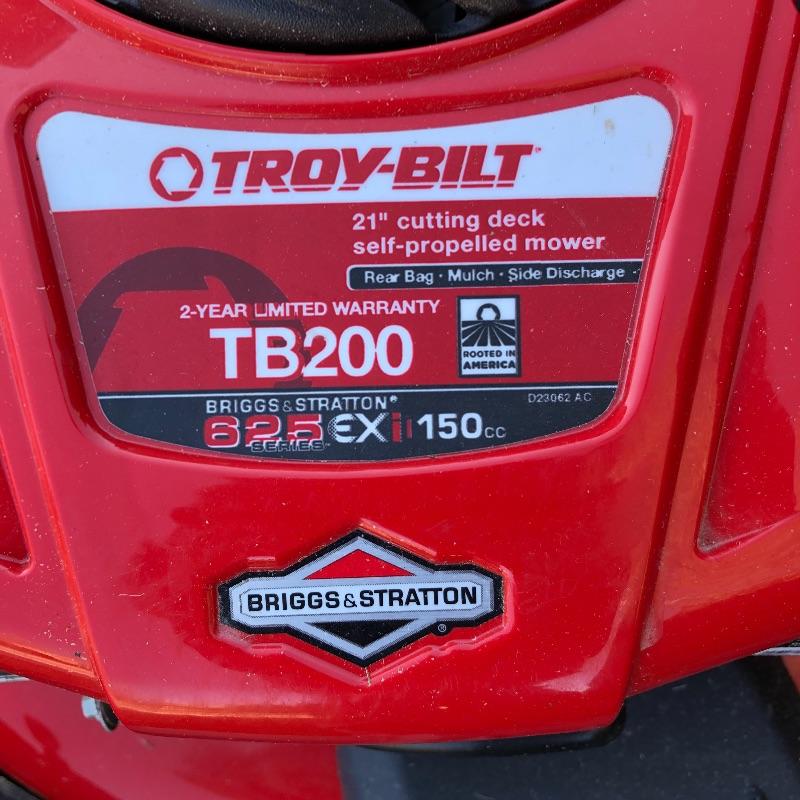 TROY-BILT
21" cutting deck
self-propelled mower
Rear Bag · Mulch · Side Discharge
2-YEAR LIMITED WARRANTY
TB200
ROOTED IN
AMERICA
BRIGGS & STRATTON®
D23062 AC
625 EXi 150cc
SERIES™
BRIGGS & STRATTON
®